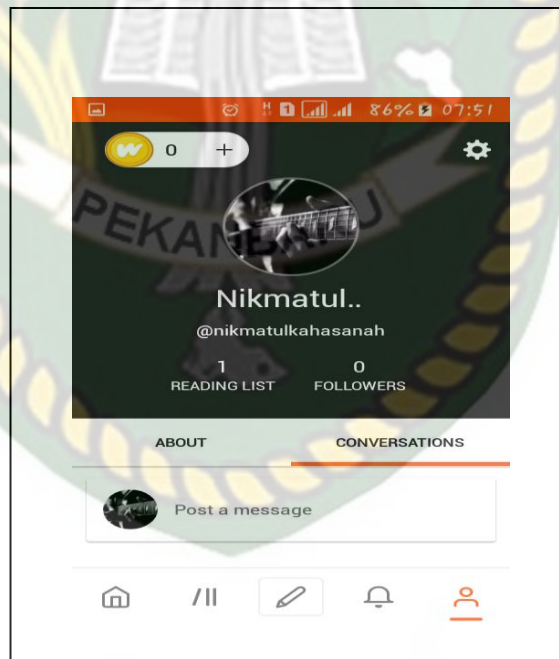 86% 07:51
0 +
PEKANBARU
Nikmatul..
@nikmatulkahasanah
1 0
READING LIST FOLLOWERS
ABOUT CONVERSATIONS
Post a message